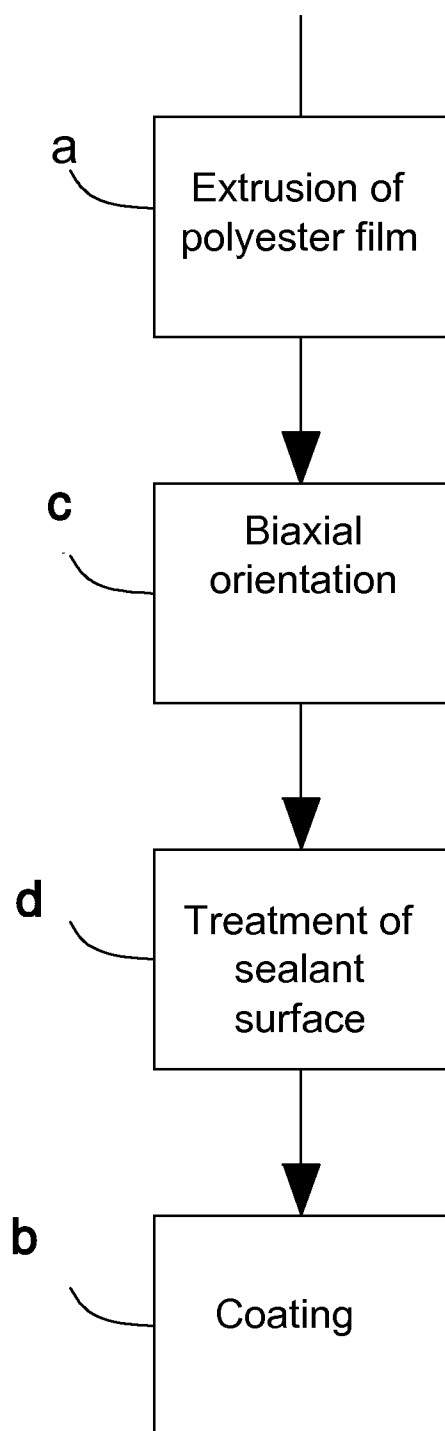 a
Extrusion of
polyester film
c
Biaxial
orientation
d
Treatment of
sealant
surface
b
Coating